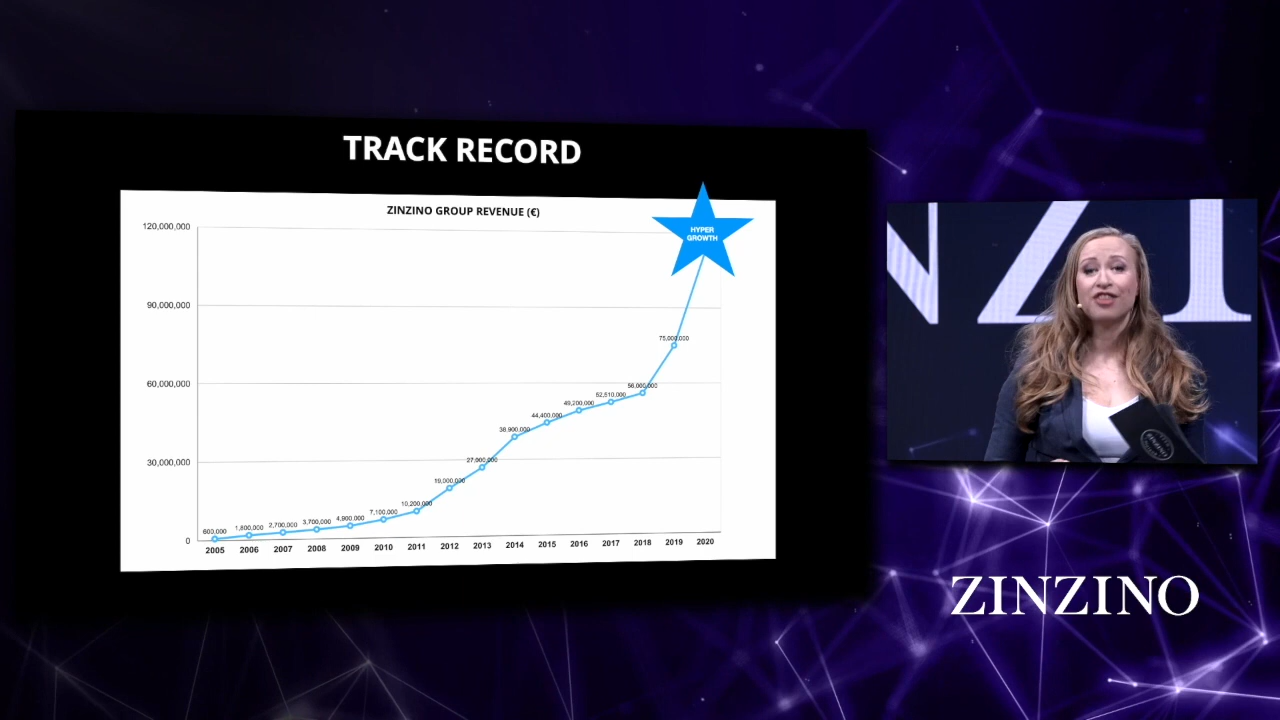 TRACK RECORD
ZINZINO GROUP REVENUE (€)
HYPER
GROWTH
120,000,000
90,000,000
60,000,000
30,000,000
0
600,000
1,800,000
2,700,000
3,700,000
4,900,000
7,100,000
10,200,000
19,000,000
27,000,000
38,900,000
44,400,000
49,200,000
52,510,000
56,000,000
75,000,000
2005 2006 2007 2008 2009 2010 2011 2012 2013 2014 2015 2016 2017 2018 2019 2020
NZI
ZINZINO
ZINZINO